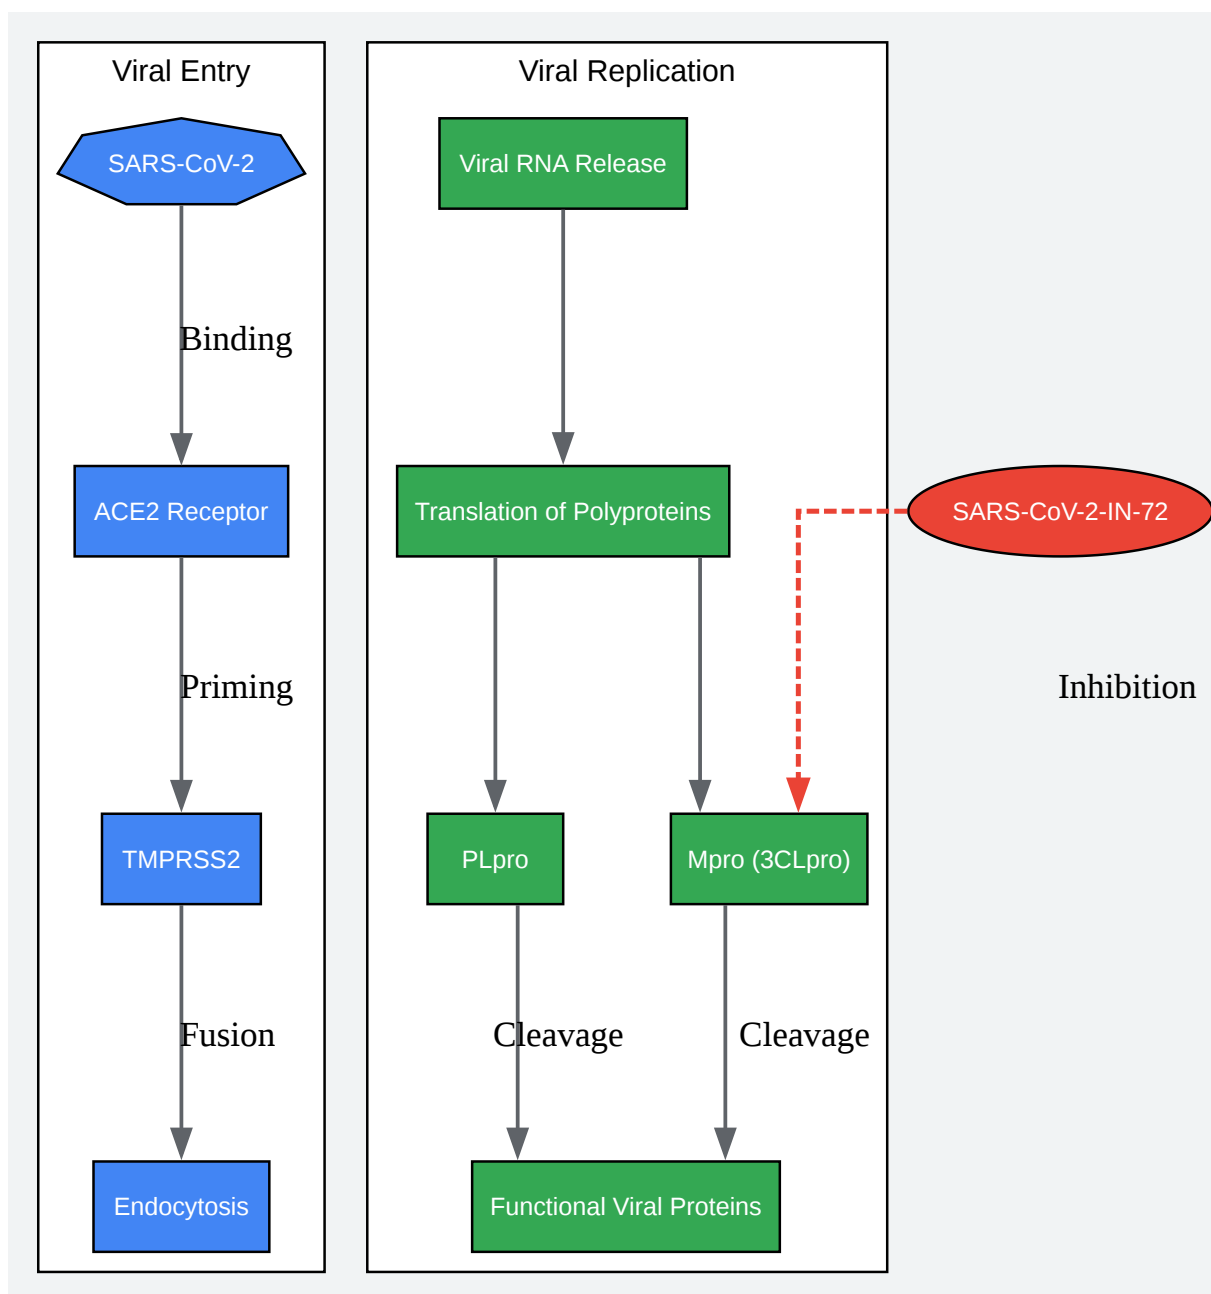 Viral Entry
SARS-CoV-2
Binding
ACE2 Receptor
Priming
TMPRSS2
Fusion
Endocytosis
Viral Replication
Viral RNA Release
Translation of Polyproteins
PLpro
Mpro (3CLpro)
Cleavage
Cleavage
Functional Viral Proteins
SARS-CoV-2-IN-72
Inhibition